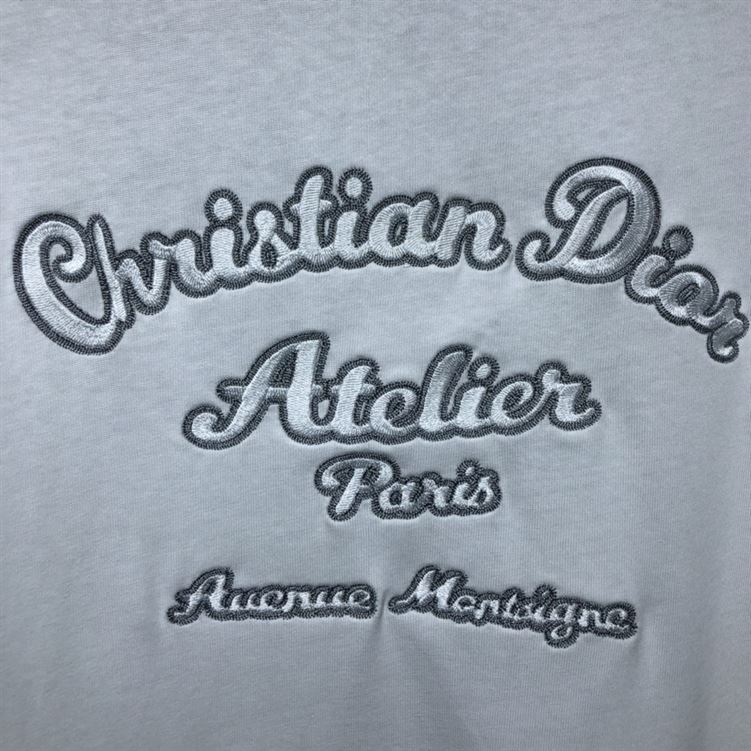 Christian Dior
Atelier
Paris
Avenue Montaigne